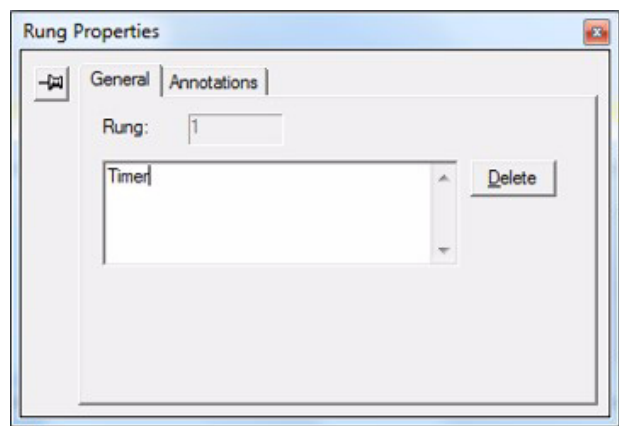 Rung Properties
General Annotations
Rung: 1
Timer
Delete